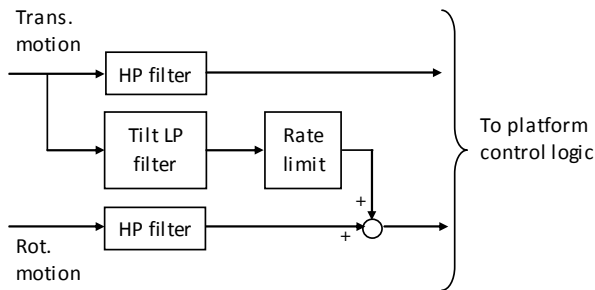 Trans.
motion
HP filter
Tilt LP
filter
Rate
limit
To platform
control logic
+
HP filter
+
Rot.
motion